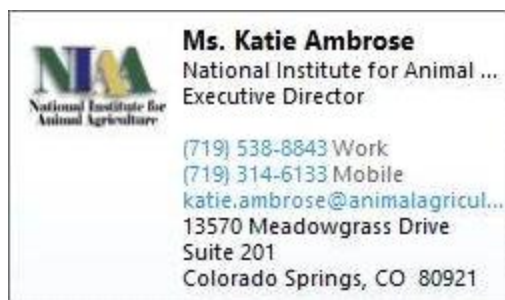 NIAA
National Institute for
Animal Agriculture
Ms. Katie Ambrose
National Institute for Animal ...
Executive Director
(719) 538-8843 Work
(719) 314-6133 Mobile
katie.ambrose@animalagricul...
13570 Meadowgrass Drive
Suite 201
Colorado Springs, CO 80921